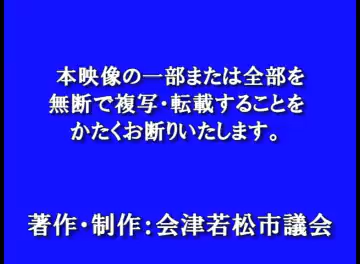 本映像の一部または全部を
無断で複写・転載することを
かたくお断りいたします。
著作・制作：会津若松市議会